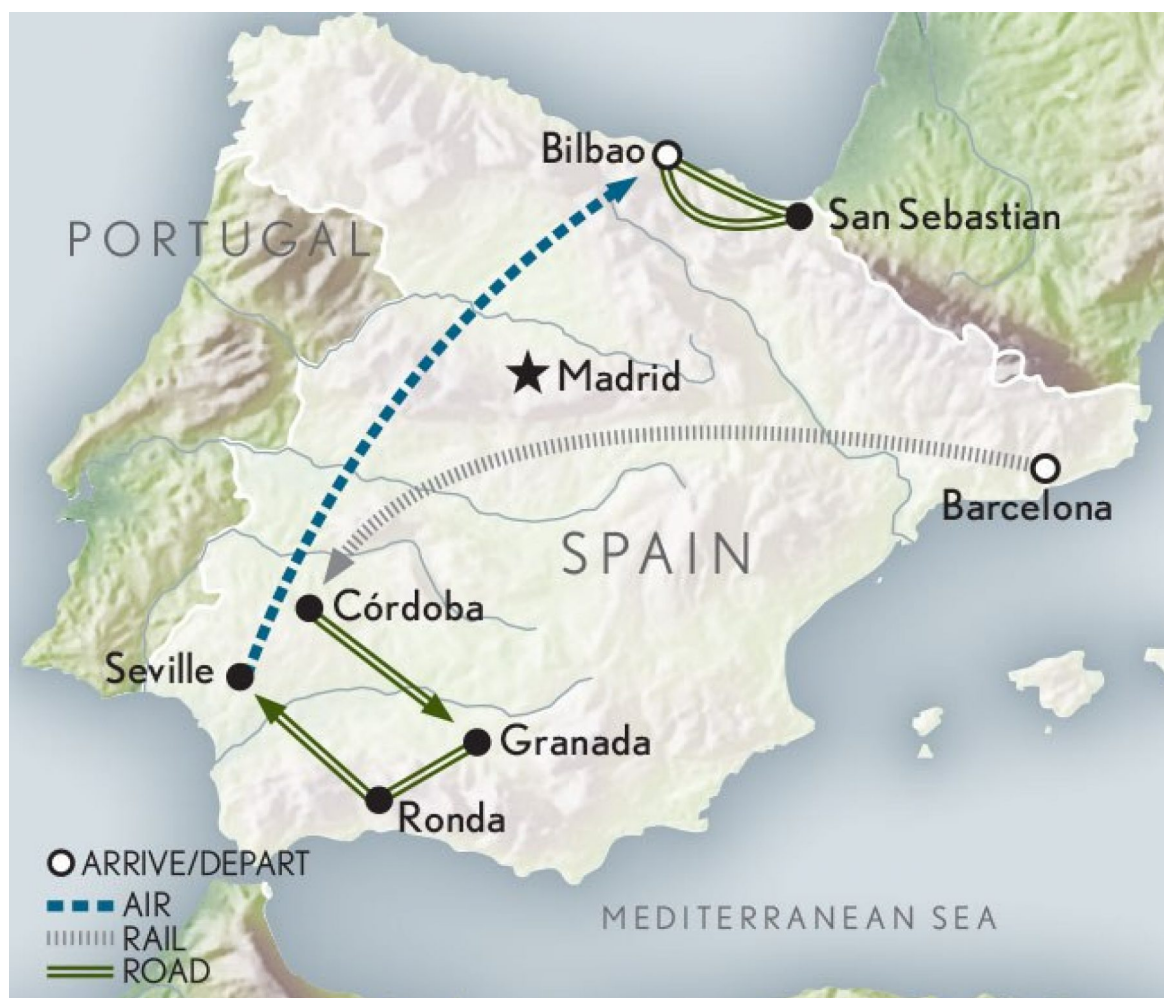 Bilbao
San Sebastian
PORTUGAL
Madrid
Barcelona
SPAIN
Córdoba
Seville
Granada
Ronda
ARRIVE/DEPART
AIR
RAIL
ROAD
MEDITERRANEAN SEA